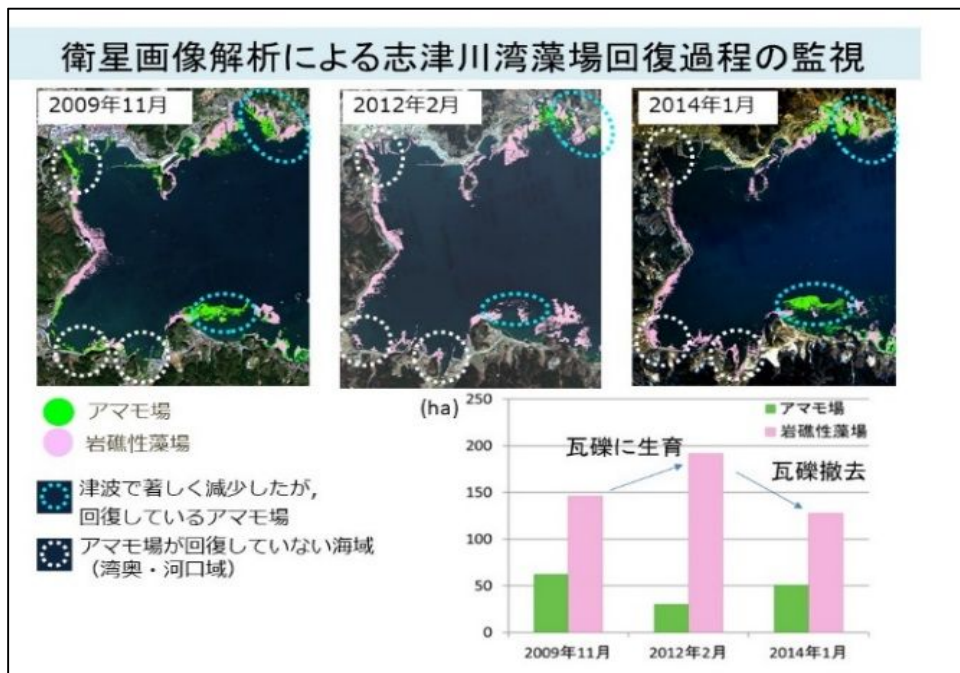 衛星画像解析による志津川湾藻場回復過程の監視
2009年11月
2012年2月
2014年1月
アマモ場
岩礁性藻場
津波で著しく減少したが,
回復しているアマモ場
アマモ場が回復していない海域
（湾奥・河口域）
(ha)
250
200
150
100
50
0
アマモ場
岩礁性藻場
瓦礫に生育
瓦礫撤去
2009年11月
2012年2月
2014年1月